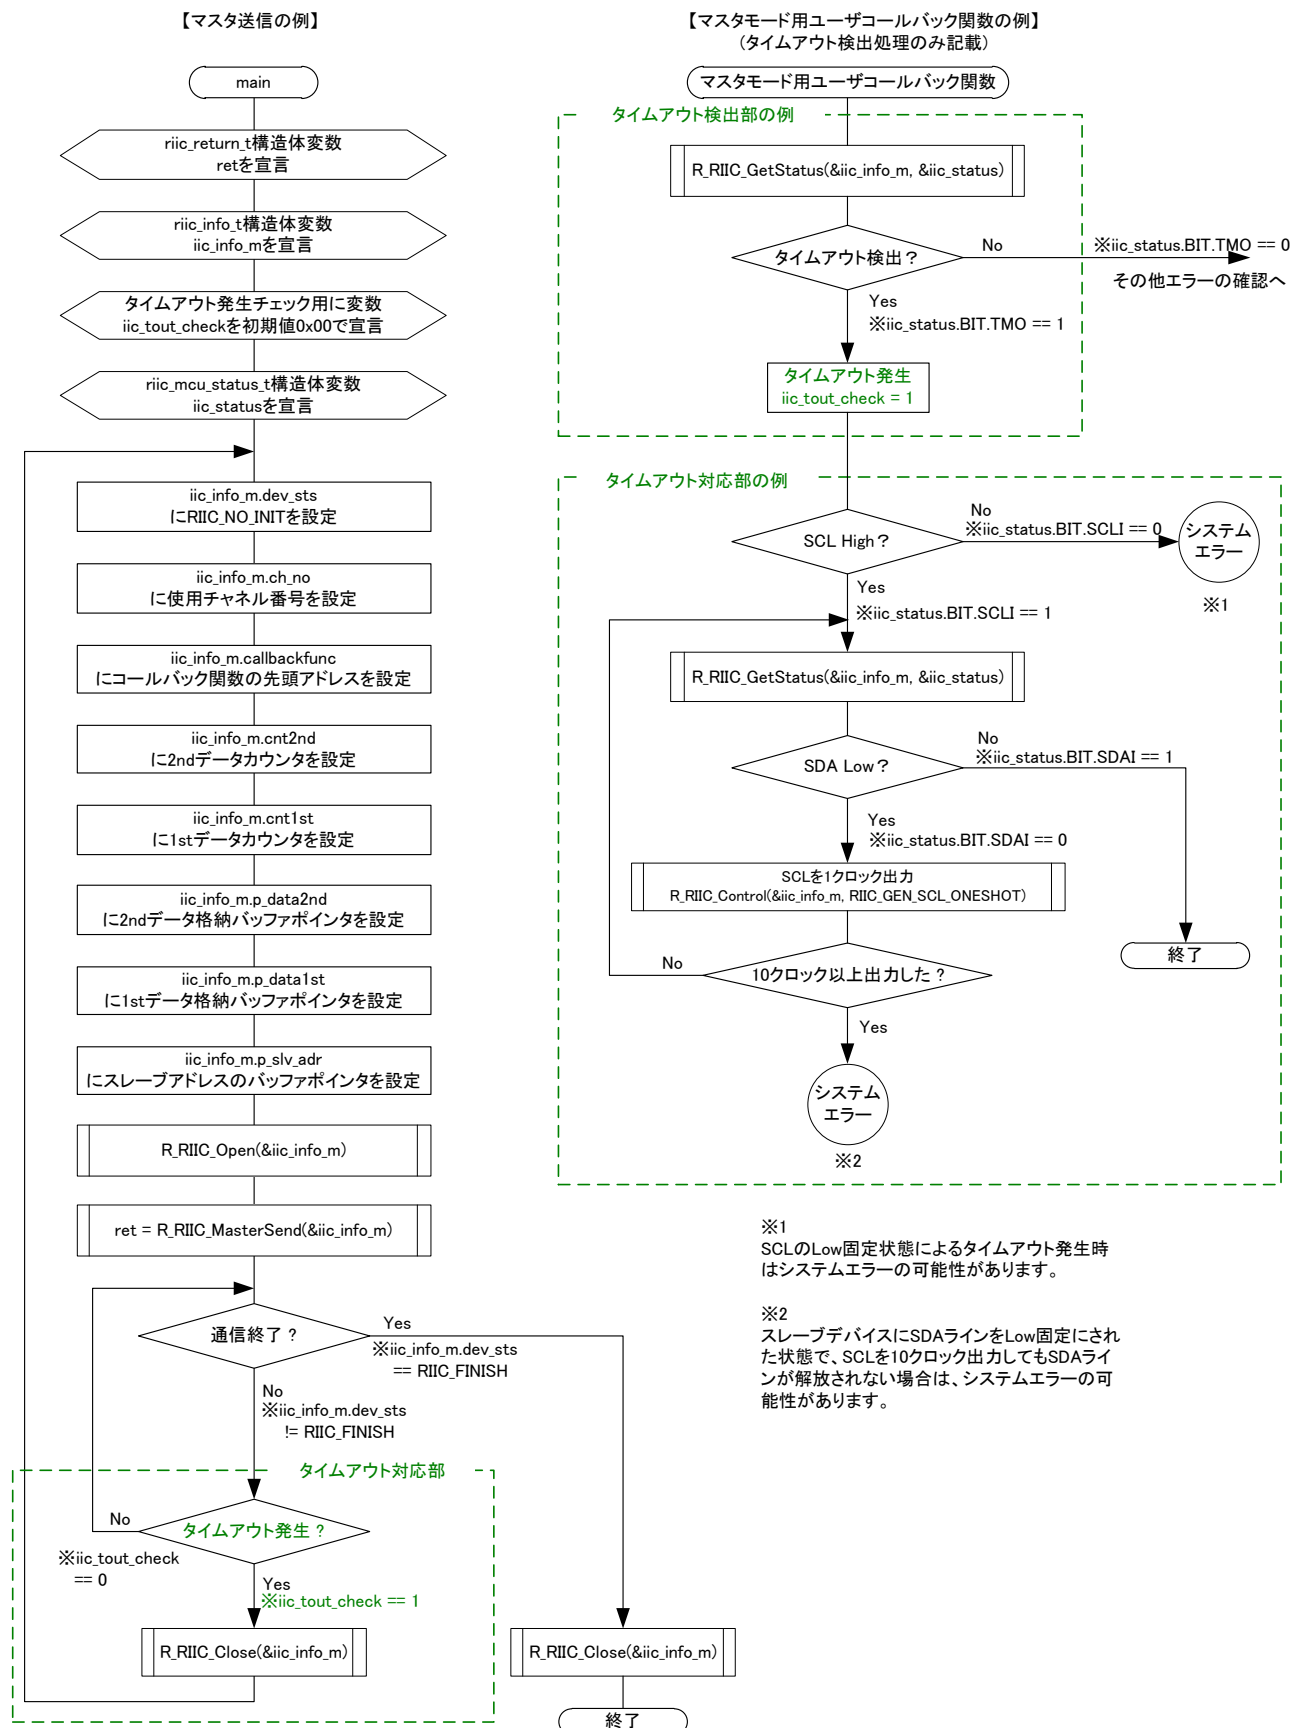 【マスタ送信の例】
main
riic_return_t構造体変数
retを宣言
riic_info_t構造体変数
iic_info_mを宣言
タイムアウト発生チェック用に変数
iic_tout_checkを初期値0x00で宣言
riic_mcu_status_t構造体変数
iic_statusを宣言
iic_info_m.dev_sts
にRIIC_NO_INITを設定
iic_info_m.ch_no
に使用チャネル番号を設定
iic_info_m.callbackfunc
にコールバック関数の先頭アドレスを設定
iic_info_m.cnt2nd
に2ndデータカウンタを設定
iic_info_m.cnt1st
に1stデータカウンタを設定
iic_info_m.p_data2nd
に2ndデータ格納バッファポインタを設定
iic_info_m.p_data1st
に1stデータ格納バッファポインタを設定
iic_info_m.p_slv_adr
にスレーブアドレスのバッファポインタを設定
R_RIIC_Open(&iic_info_m)
ret = R_RIIC_MasterSend(&iic_info_m)
通信終了？
Yes
※iic_info_m.dev_sts
== RIIC_FINISH
No
※iic_info_m.dev_sts
!= RIIC_FINISH
タイムアウト対応部
タイムアウト発生？
No
※iic_tout_check
== 0
Yes
※iic_tout_check == 1
R_RIIC_Close(&iic_info_m)
R_RIIC_Close(&iic_info_m)
終了
【マスタモード用ユーザコールバック関数の例】
（タイムアウト検出処理のみ記載）
マスタモード用ユーザコールバック関数
タイムアウト検出部の例
R_RIIC_GetStatus(&iic_info_m, &iic_status)
タイムアウト検出？
No
※iic_status.BIT.TMO == 0
その他エラーの確認へ
Yes
※iic_status.BIT.TMO == 1
タイムアウト発生
iic_tout_check = 1
タイムアウト対応部の例
SCL High？
No
※iic_status.BIT.SCLI == 0
システム
エラー
※1
Yes
※iic_status.BIT.SCLI == 1
R_RIIC_GetStatus(&iic_info_m, &iic_status)
SDA Low？
No
※iic_status.BIT.SDAI == 1
Yes
※iic_status.BIT.SDAI == 0
SCLを1クロック出力
R_RIIC_Control(&iic_info_m, RIIC_GEN_SCL_ONESHOT)
終了
10クロック以上出力した？
No
Yes
システム
エラー
※2
※1
SCLのLow固定状態によるタイムアウト発生時
はシステムエラーの可能性があります。
※2
スレーブデバイスにSDAラインをLow固定にされ
た状態で、SCLを10クロック出力してもSDAライ
ンが解放されない場合は、システムエラーの可
能性があります。